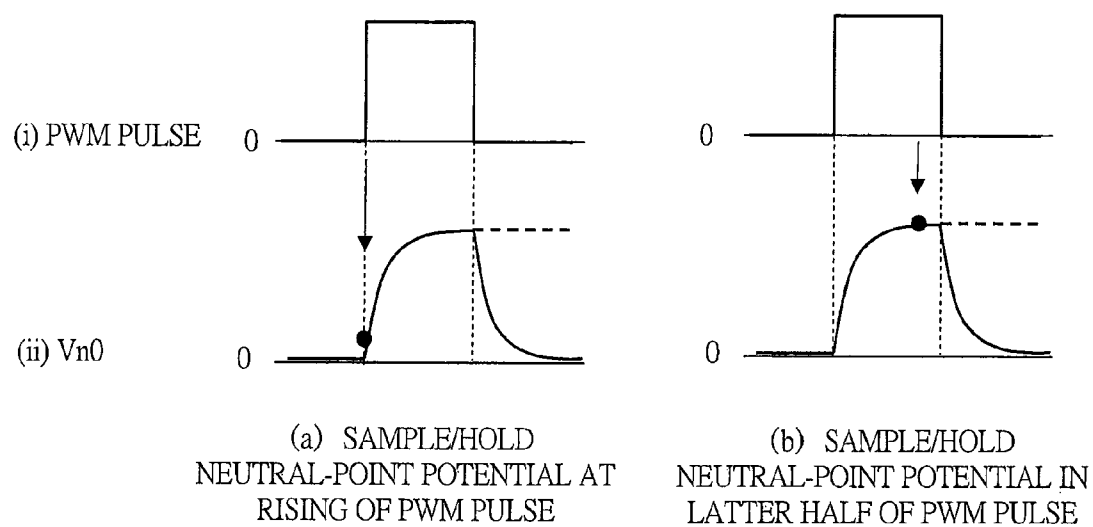 (i) PWM PULSE
0
0
(ii) Vn0
0
0
(a) SAMPLE/HOLD
NEUTRAL-POINT POTENTIAL AT
RISING OF PWM PULSE
(b) SAMPLE/HOLD
NEUTRAL-POINT POTENTIAL IN
LATTER HALF OF PWM PULSE